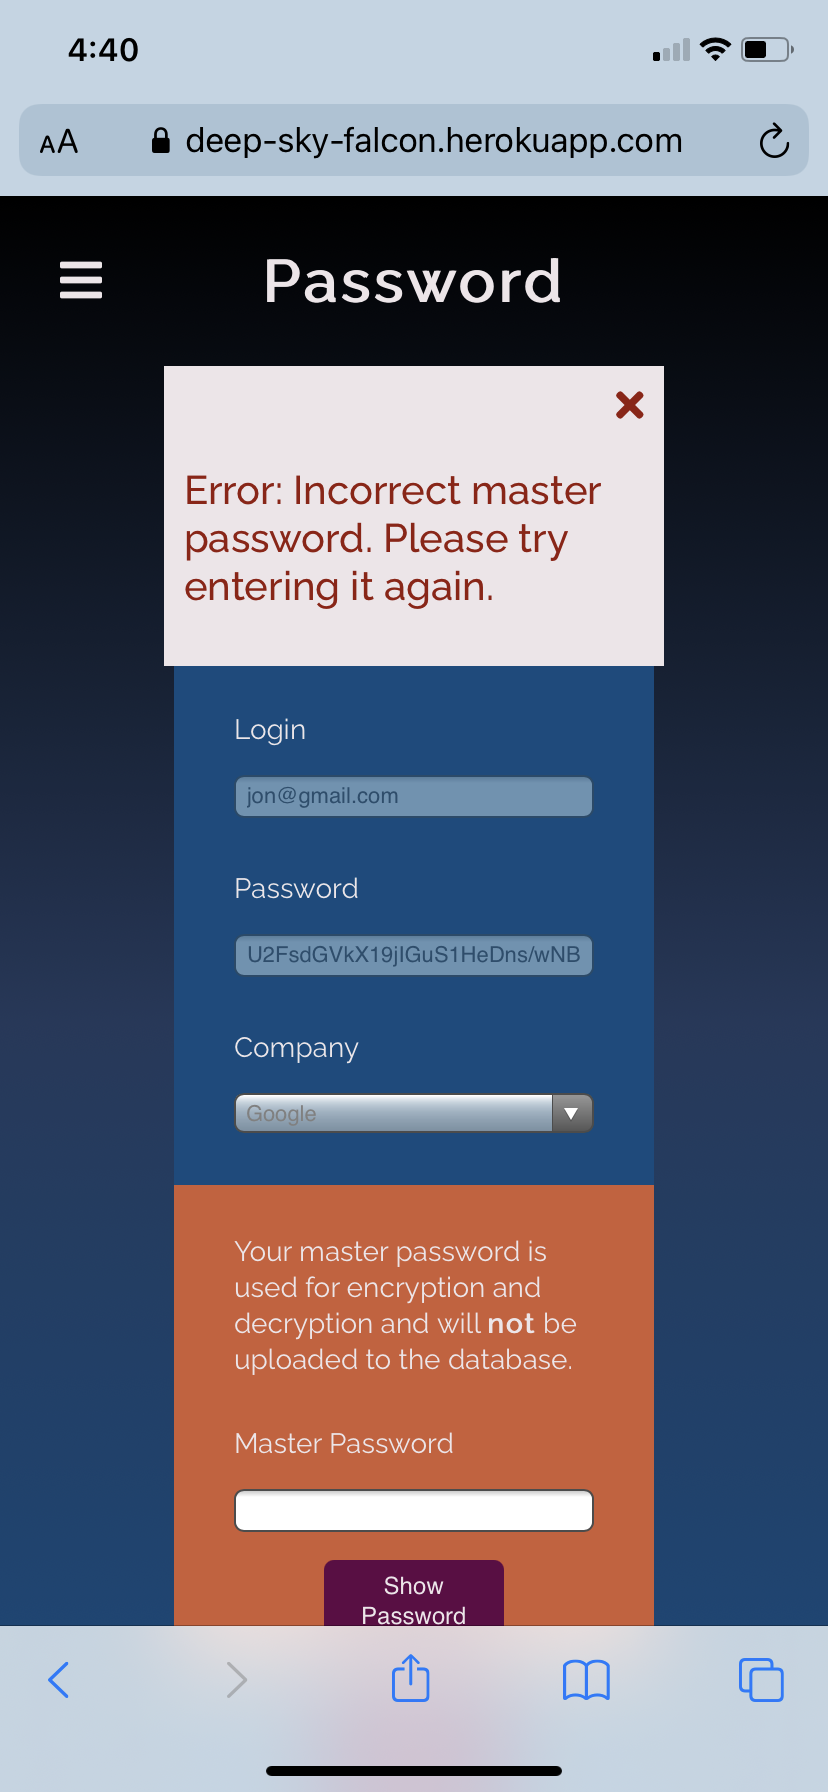 4:40
AA deep-sky-falcon.herokuapp.com
Password
Error: Incorrect master
password. Please try
entering it again.
Login
jon@gmail.com
Password
U2FsdGVkX19jIGuS1HeDns/wNB
Company
Google
Your master password is
used for encryption and
decryption and will not be
uploaded to the database.
Master Password
Show
Password